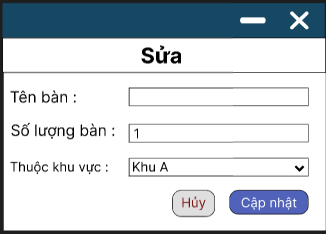 Sửa
Tên bàn :
Số lượng bàn : 1
Thuộc khu vực : Khu A
Hủy Cập nhật